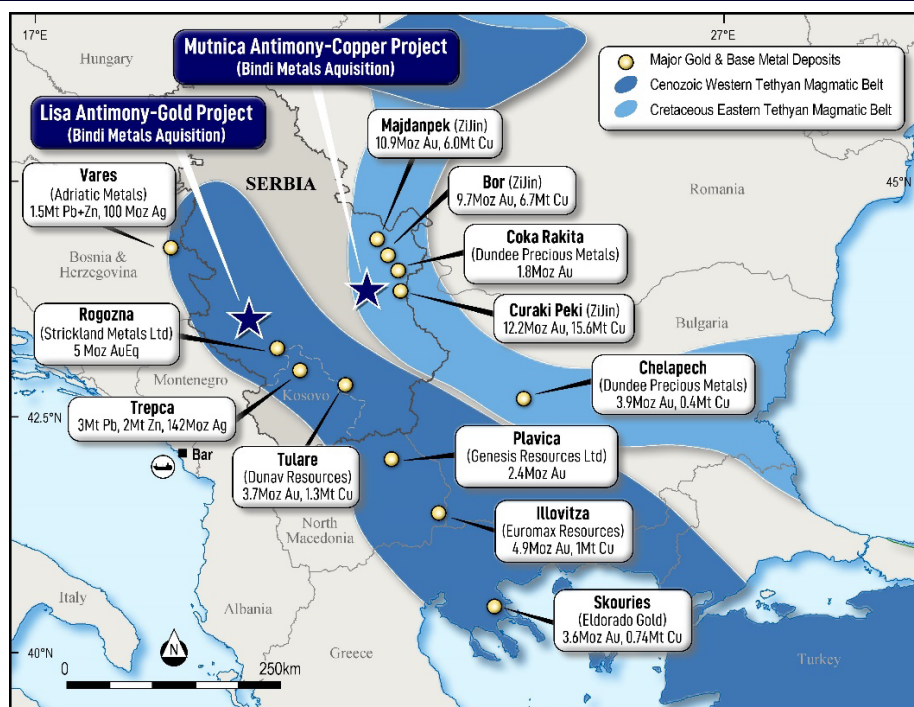 17°E
27°E
Hungary
Mutnica Antimony-Copper Project
(Bindi Metals Aquisition)
Major Gold & Base Metal Deposits
Cenozoic Western Tethyan Magmatic Belt
Cretaceous Eastern Tethyan Magmatic Belt
Lisa Antimony-Gold Project
(Bindi Metals Aquisition)
Majdanpek (ZiJin)
10.9Moz Au, 6.0Mt Cu
Vares
(Adriatic Metals)
1.5Mt Pb+Zn, 100 Moz Ag
SERBIA
Bor (ZiJin)
9.7Moz Au, 6.7Mt Cu
Romania
45°N
Bosnia &
Herzegovina
Coka Rakita
(Dundee Precious Metals)
1.8Moz Au
Curaki Peki (ZiJin)
12.2Moz Au, 15.6Mt Cu
Rogozna
(Strickland Metals Ltd)
5 Moz AuEq
Bulgaria
Montenegro
Kosovo
Chelapech
(Dundee Precious Metals)
3.9Moz Au, 0.4Mt Cu
42.5°N
Trepca
3Mt Pb, 2Mt Zn, 142Moz Ag
Bar
Tulare
(Dunav Resources)
3.7Moz Au, 1.3Mt Cu
Plavica
(Genesis Resources Ltd)
2.4Moz Au
North
Macedonia
Illovitza
(Euromax Resources)
4.9Moz Au, 1Mt Cu
Italy
Albania
Skouries
(Eldorado Gold)
3.6Moz Au, 0.74Mt Cu
40°N
N
Greece
Turkey
0
250km